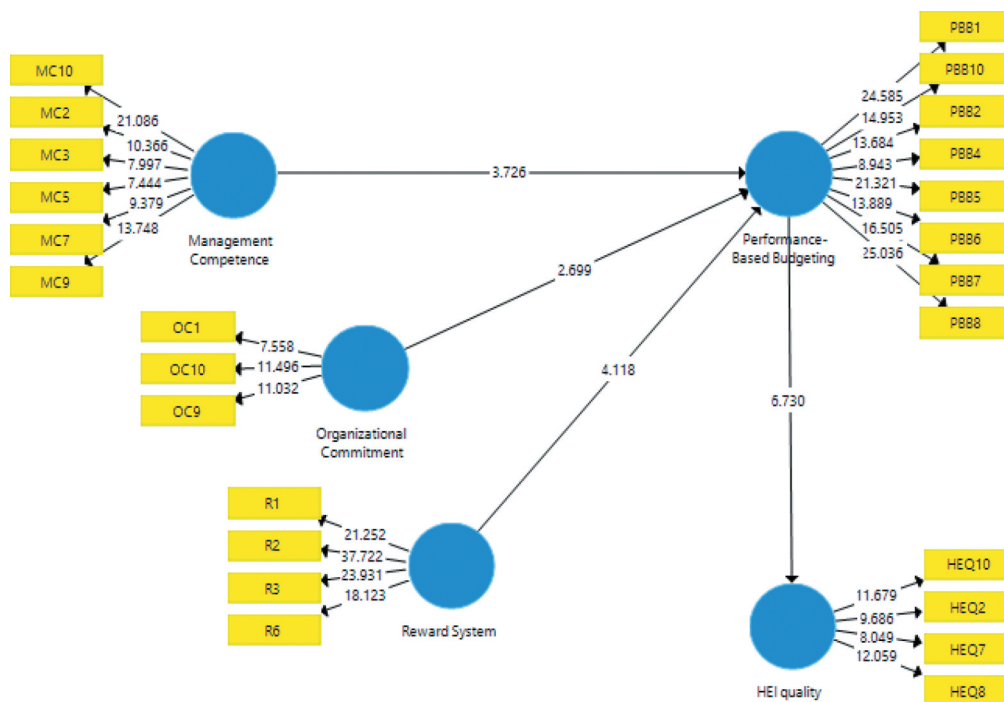 PBB1
PBB10
PBB2
PBB4
PBB5
PBB6
PBB7
PBB8
24.585
14.953
13.684
8.943
21.321
13.889
16.505
25.036
MC10
MC2
MC3
MC5
MC7
MC9
21.086
10.366
7.997
7.444
9.379
13.748
Management
Competence
3.726
Performance-
Based Budgeting
OC1
OC10
OC9
7.558
11.496
11.032
Organizational
Commitment
2.699
4.118
6.730
R1
R2
R3
R6
21.252
37.722
23.931
18.123
Reward System
HEI quality
11.679
9.686
8.049
12.059
HEQ10
HEQ2
HEQ7
HEQ8